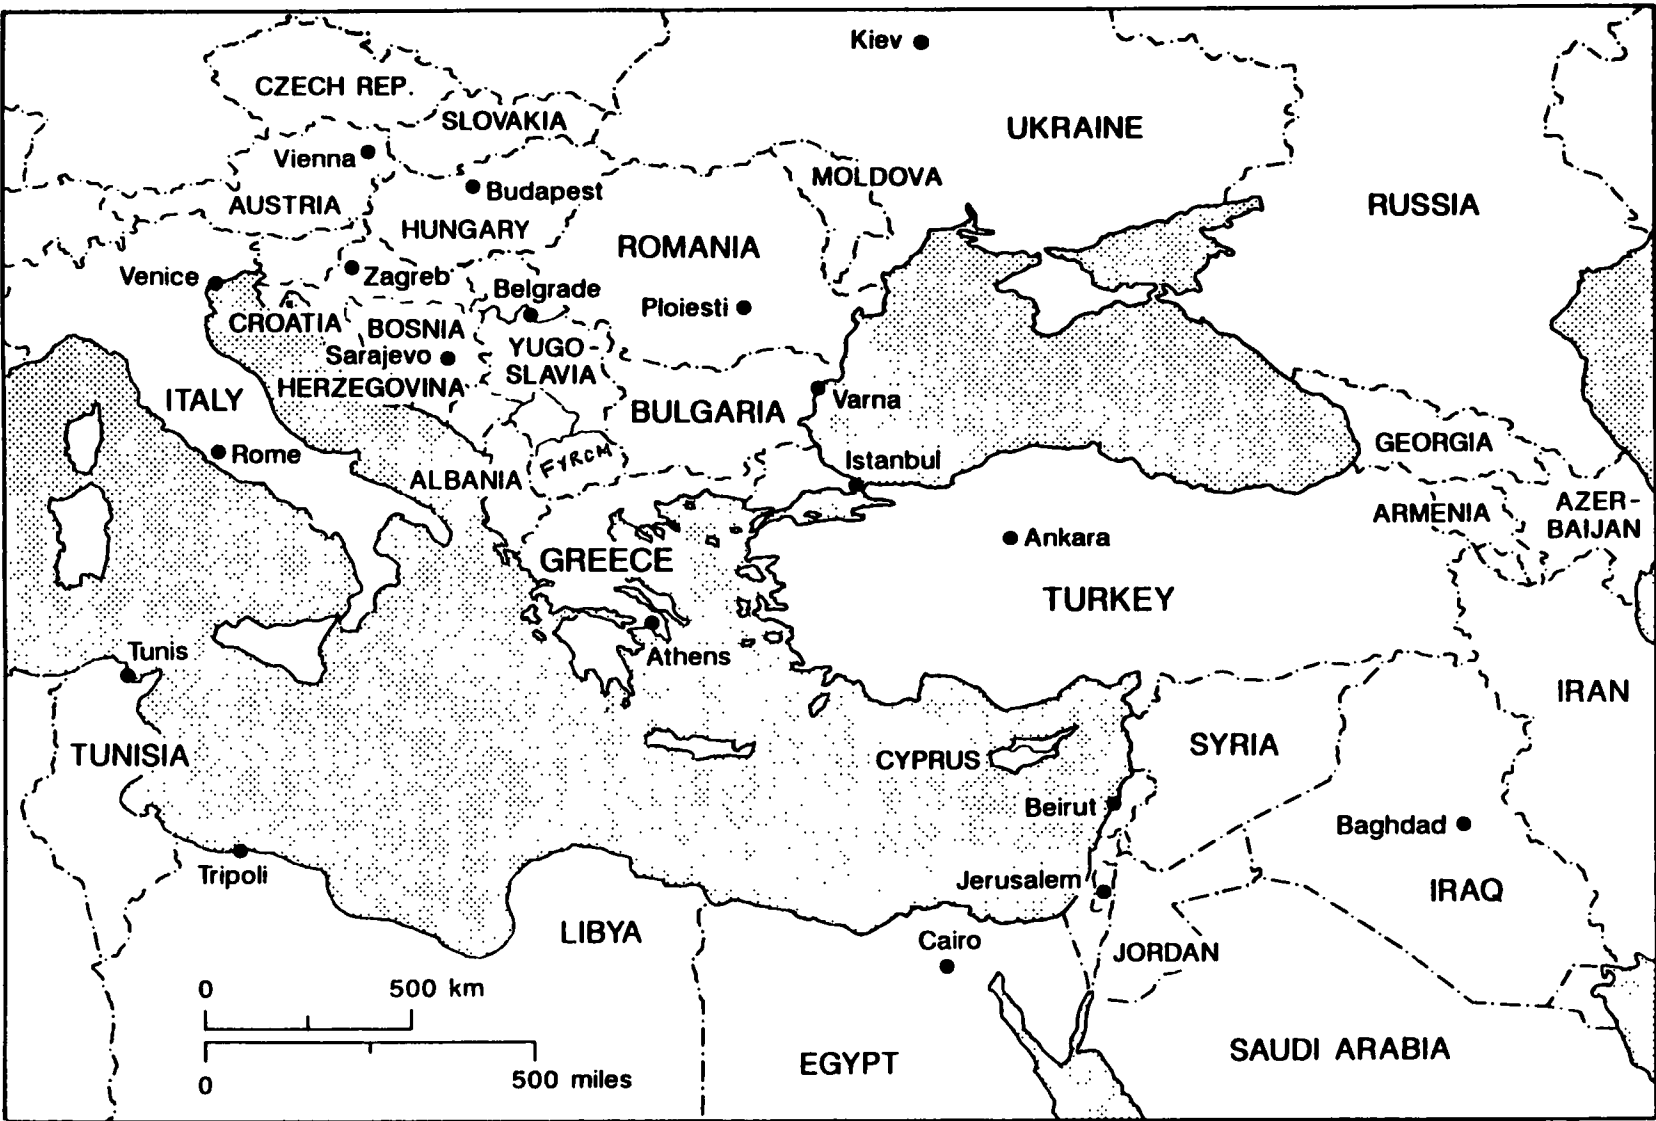 Kiev
CZECH REP.
SLOVAKIA
UKRAINE
Vienna
MOLDOVA
Budapest
AUSTRIA
RUSSIA
HUNGARY
ROMANIA
Venice
Zagreb
Belgrade
Ploiesti
CROATIA
BOSNIA
YUGO-
SLAVIA
Sarajevo
HERZEGOVINA
ITALY
BULGARIA
Varna
GEORGIA
Rome
FYRCM
Istanbul
ALBANIA
ARMENIA
AZER-
BAIJAN
Ankara
GREECE
TURKEY
Tunis
Athens
IRAN
TUNISIA
SYRIA
CYPRUS
Beirut
Baghdad
Tripoli
Jerusalem
IRAQ
LIBYA
Cairo
JORDAN
0 500 km
0 500 miles
EGYPT
SAUDI ARABIA